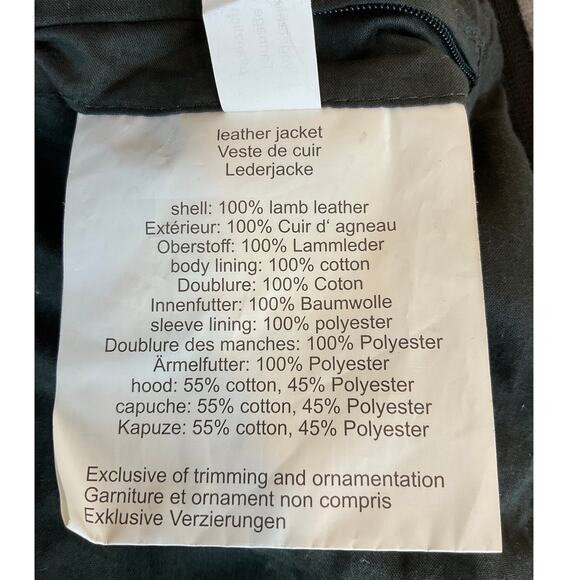 leather jacket
Veste de cuir
Lederjacke
shell: 100% lamb leather
Extérieur: 100% Cuir d‘ agneau
Oberstoff: 100% Lammleder
body lining: 100% cotton
Doublure: 100% Coton
Innenfutter: 100% Baumwolle
sleeve lining: 100% polyester
Doublure des manches: 100% Polyester
Ärmelfutter: 100% Polyester
hood: 55% cotton, 45% Polyester
capuche: 55% cotton, 45% Polyester
Kapuze: 55% cotton, 45% Polyester
Exclusive of trimming and ornamentation
Garniture et ornament non compris
Exklusive Verzierungen